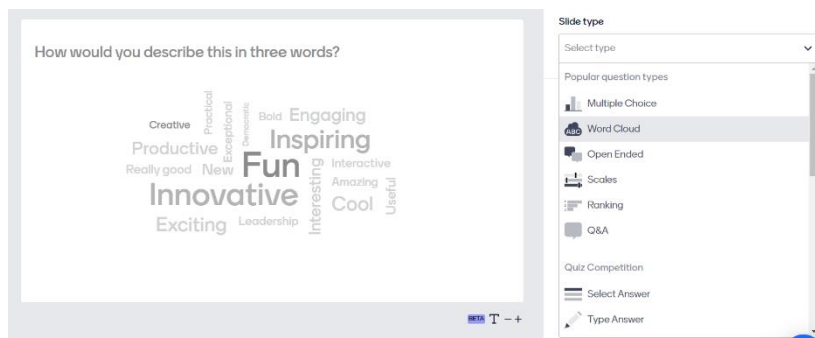 How would you describe this in three words?
Creative
Practical
Exceptional
Democratic
Bold
Engaging
Productive
Inspiring
Really good
New
Fun
Interesting
Interactive
Amazing
Innovative
Cool
Useful
Exciting
Leadership
BETA T − +
Slide type
Select type
Popular question types
Multiple Choice
ABC
Word Cloud
Open Ended
Scales
Ranking
Q&A
Quiz Competition
Select Answer
Type Answer